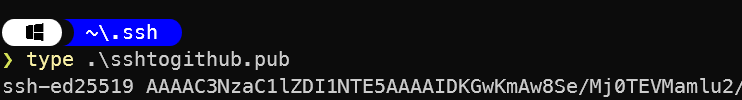 ~\.ssh
❯ type .\sshtogithub.pub
ssh-ed25519 AAAAC3NzaC1lZDI1NTE5AAAAIDKGwKmAw8Se/Mj0TEVMamlu2/